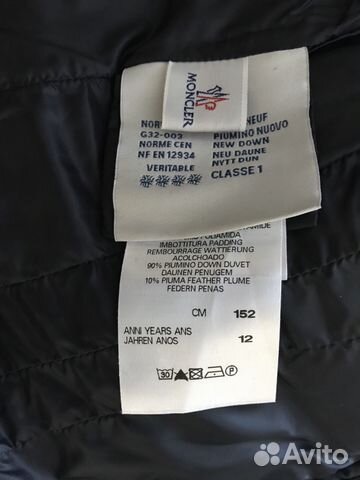 MONCLER
NEUF
G32-003
PIUMINO NUOVO
NORME CEN
NEW DOWN
NF EN 12934
NEU DAUNE
NYTT DUN
VERITABLE
CLASSE 1
POLIAMIDA
IMBOTTITURA PADDING
REMBOURRAGE WATTIERUNG
ACOLCHOADO
90% PIUMINO DOWN DUVET
DAUNEN PENUGEM
10% PIUMA FEATHER PLUME
FEDERN PENAS
CM 152
ANNI YEARS ANS
JAHREN ANOS 12
30
P
Avito